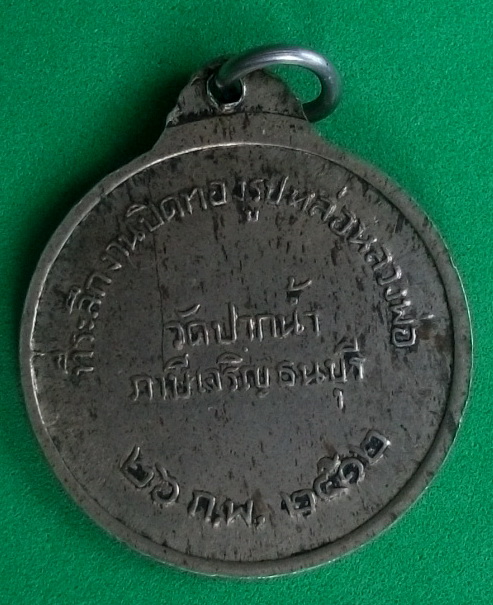 ที่ระลึกงานปิดทองรูปหล่อหลวงพ่อ
วัดปากน้ำ
ภาษีเจริญ ธนบุรี
๒๖ ก.พ. ๒๕๑๒